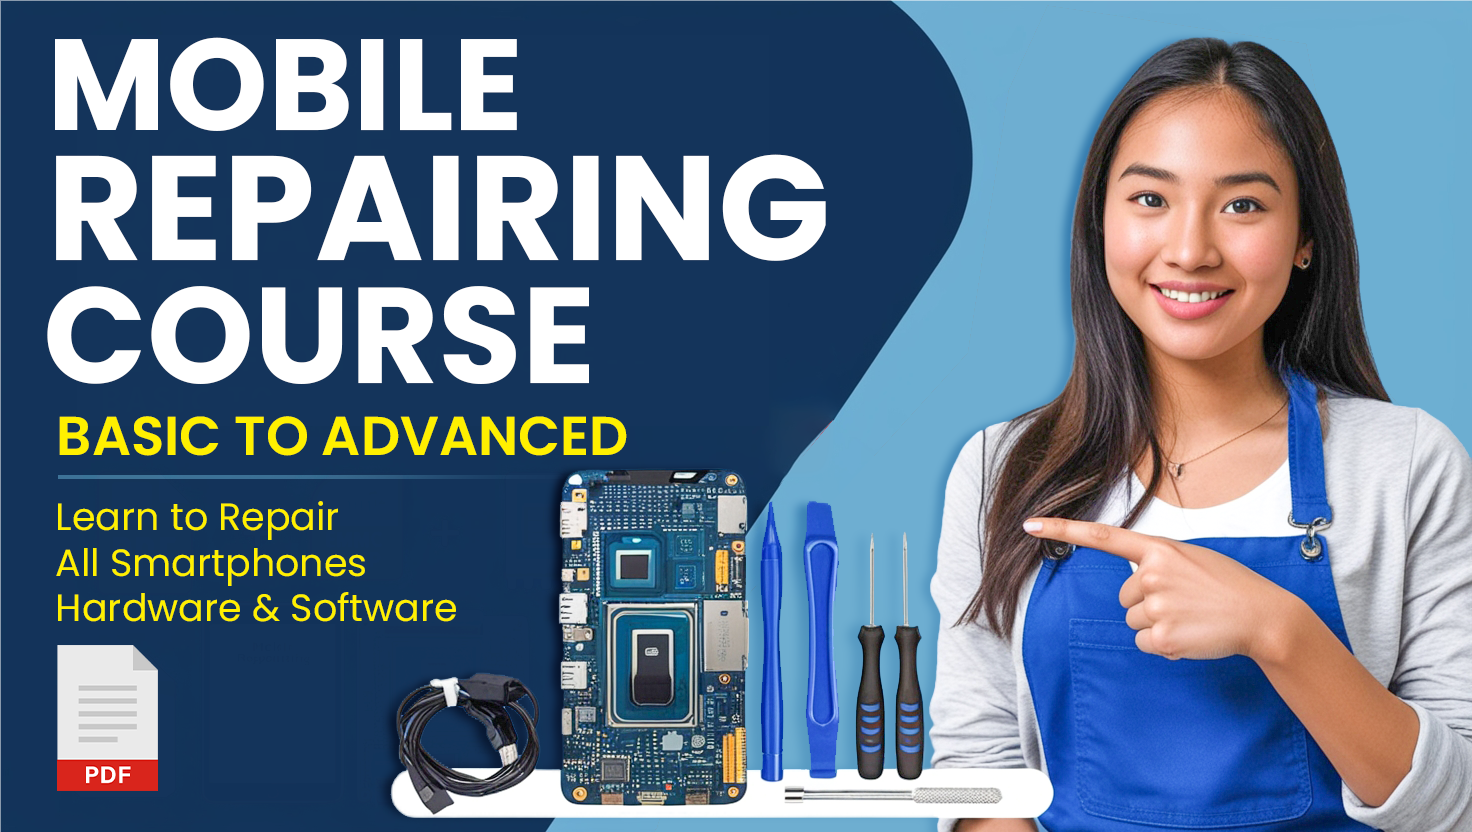 MOBILE
REPAIRING
COURSE
BASIC TO ADVANCED
Learn to Repair
All Smartphones
Hardware & Software
PDF